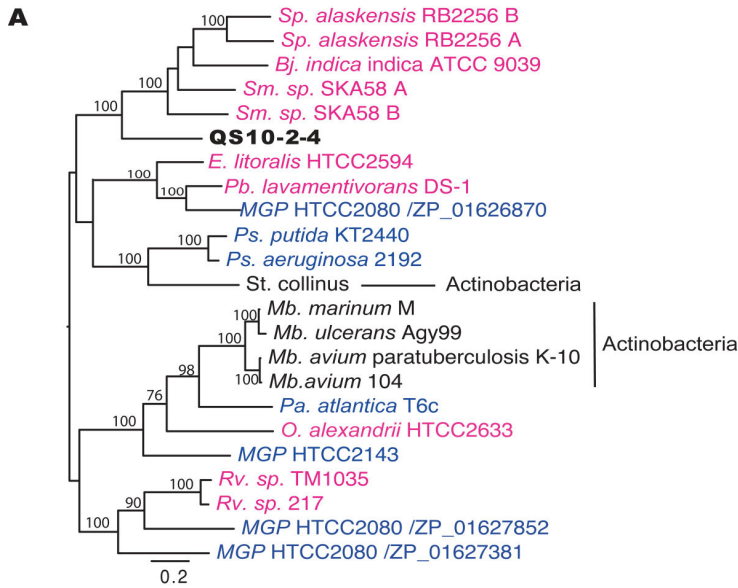 A
Sp. alaskensis RB2256 B
100
Sp. alaskensis RB2256 A
Bj. indica indica ATCC 9039
100
Sm. sp. SKA58 A
100
Sm. sp. SKA58 B
QS10-2-4
E. litoralis HTCC2594
100
Pb. lavamentivorans DS-1
100
MGP HTCC2080 /ZP_01626870
Ps. putida KT2440
100
100
Ps. aeruginosa 2192
St. collinus Actinobacteria
Mb. marinum M
100
Mb. ulcerans Agy99
100
Actinobacteria
Mb. avium paratuberculosis K-10
100
Mb.avium 104
98
76
Pa. atlantica T6c
100
O. alexandrii HTCC2633
MGP HTCC2143
Rv. sp. TM1035
100
Rv. sp. 217
90
100
MGP HTCC2080 /ZP_01627852
MGP HTCC2080 /ZP_01627381
0.2